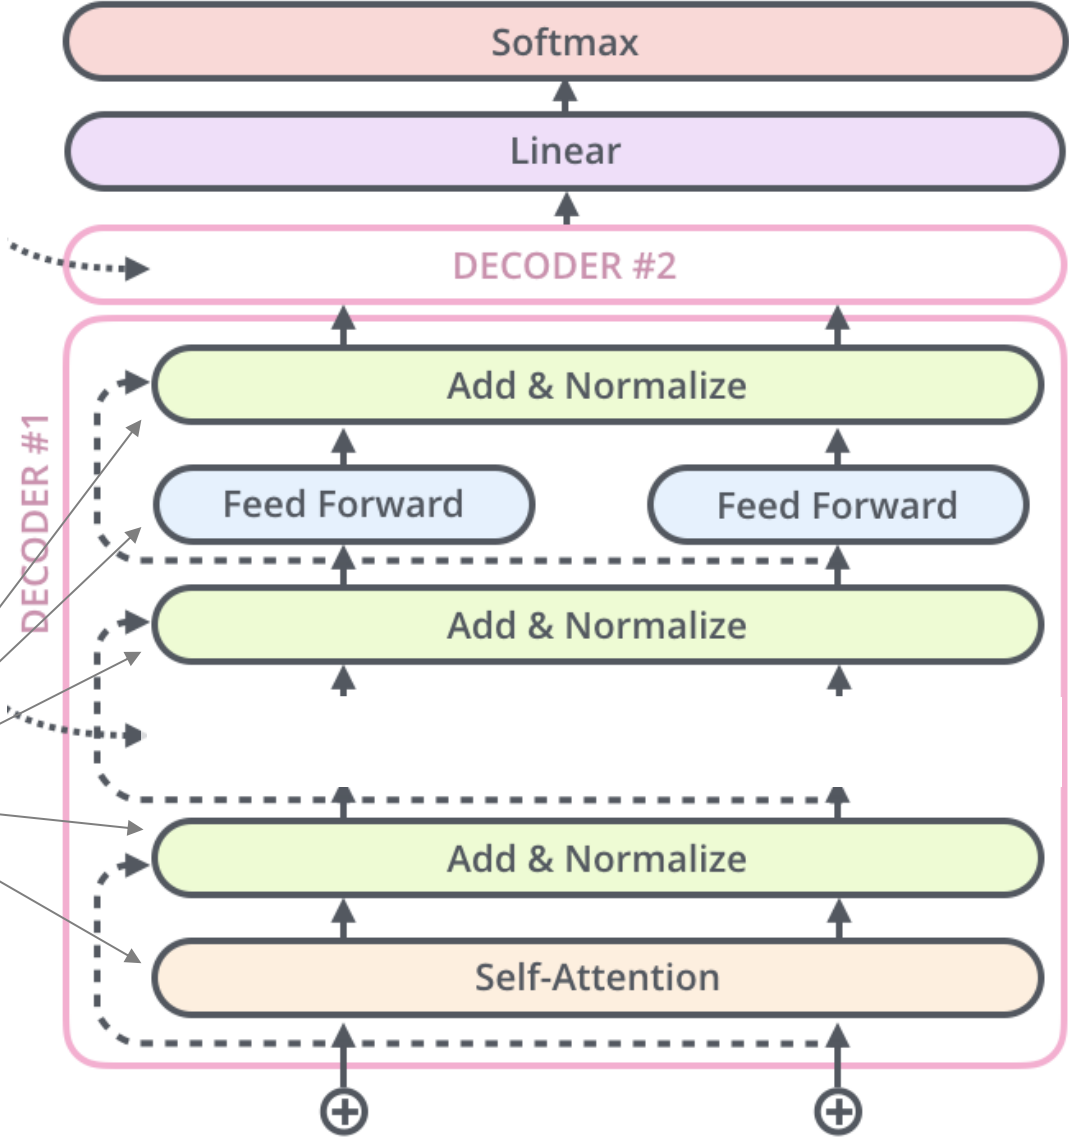 Softmax
Linear
DECODER #2
DECODER #1
Add & Normalize
Feed Forward Feed Forward
Add & Normalize
Add & Normalize
Self-Attention